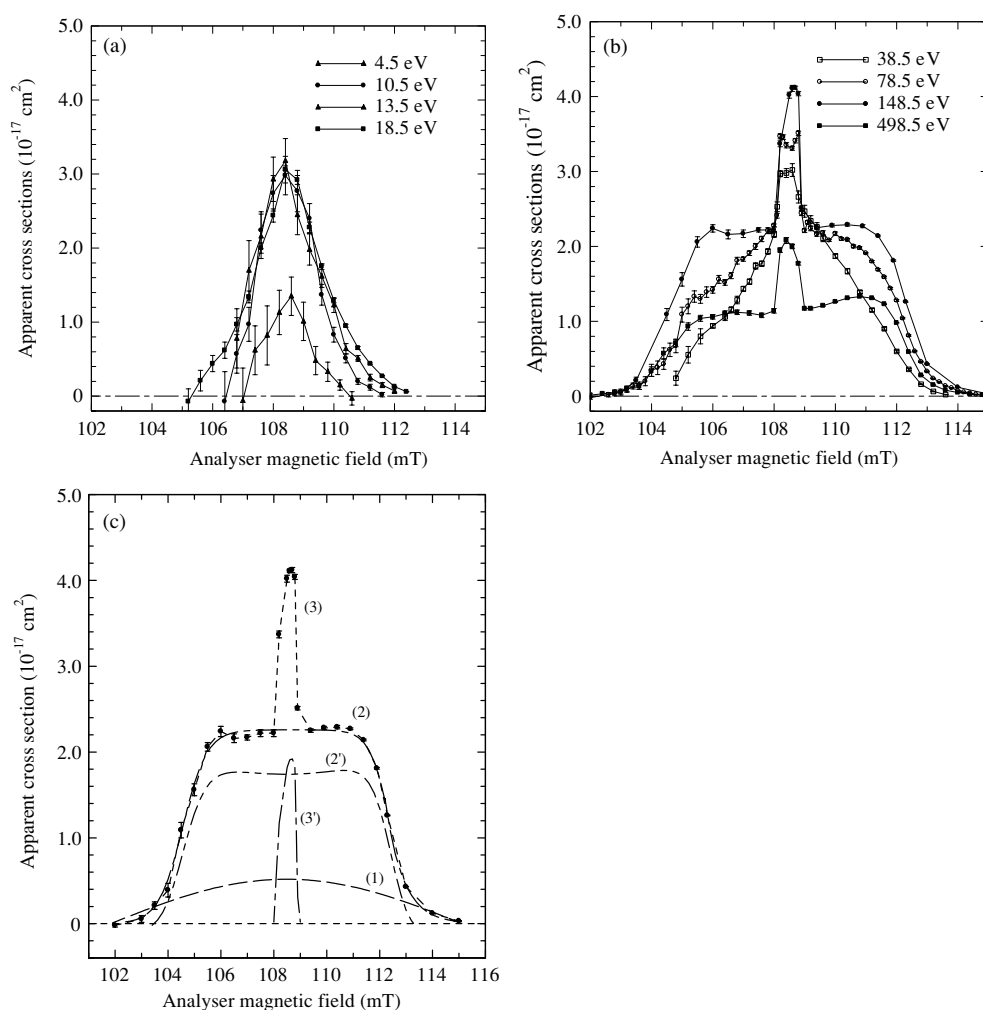 (a)
4.5 eV
10.5 eV
13.5 eV
18.5 eV
5.0
4.0
3.0
2.0
1.0
0
Apparent cross sections (10⁻¹⁷ cm²)
102 104 106 108 110 112 114
Analyser magnetic field (mT)
(b)
38.5 eV
78.5 eV
148.5 eV
498.5 eV
5.0
4.0
3.0
2.0
1.0
0
Apparent cross sections (10⁻¹⁷ cm²)
102 104 106 108 110 112 114
Analyser magnetic field (mT)
(c)
(3)
(2)
(2')
(3')
(1)
5.0
4.0
3.0
2.0
1.0
0
Apparent cross section (10⁻¹⁷ cm²)
102 104 106 108 110 112 114 116
Analyser magnetic field (mT)